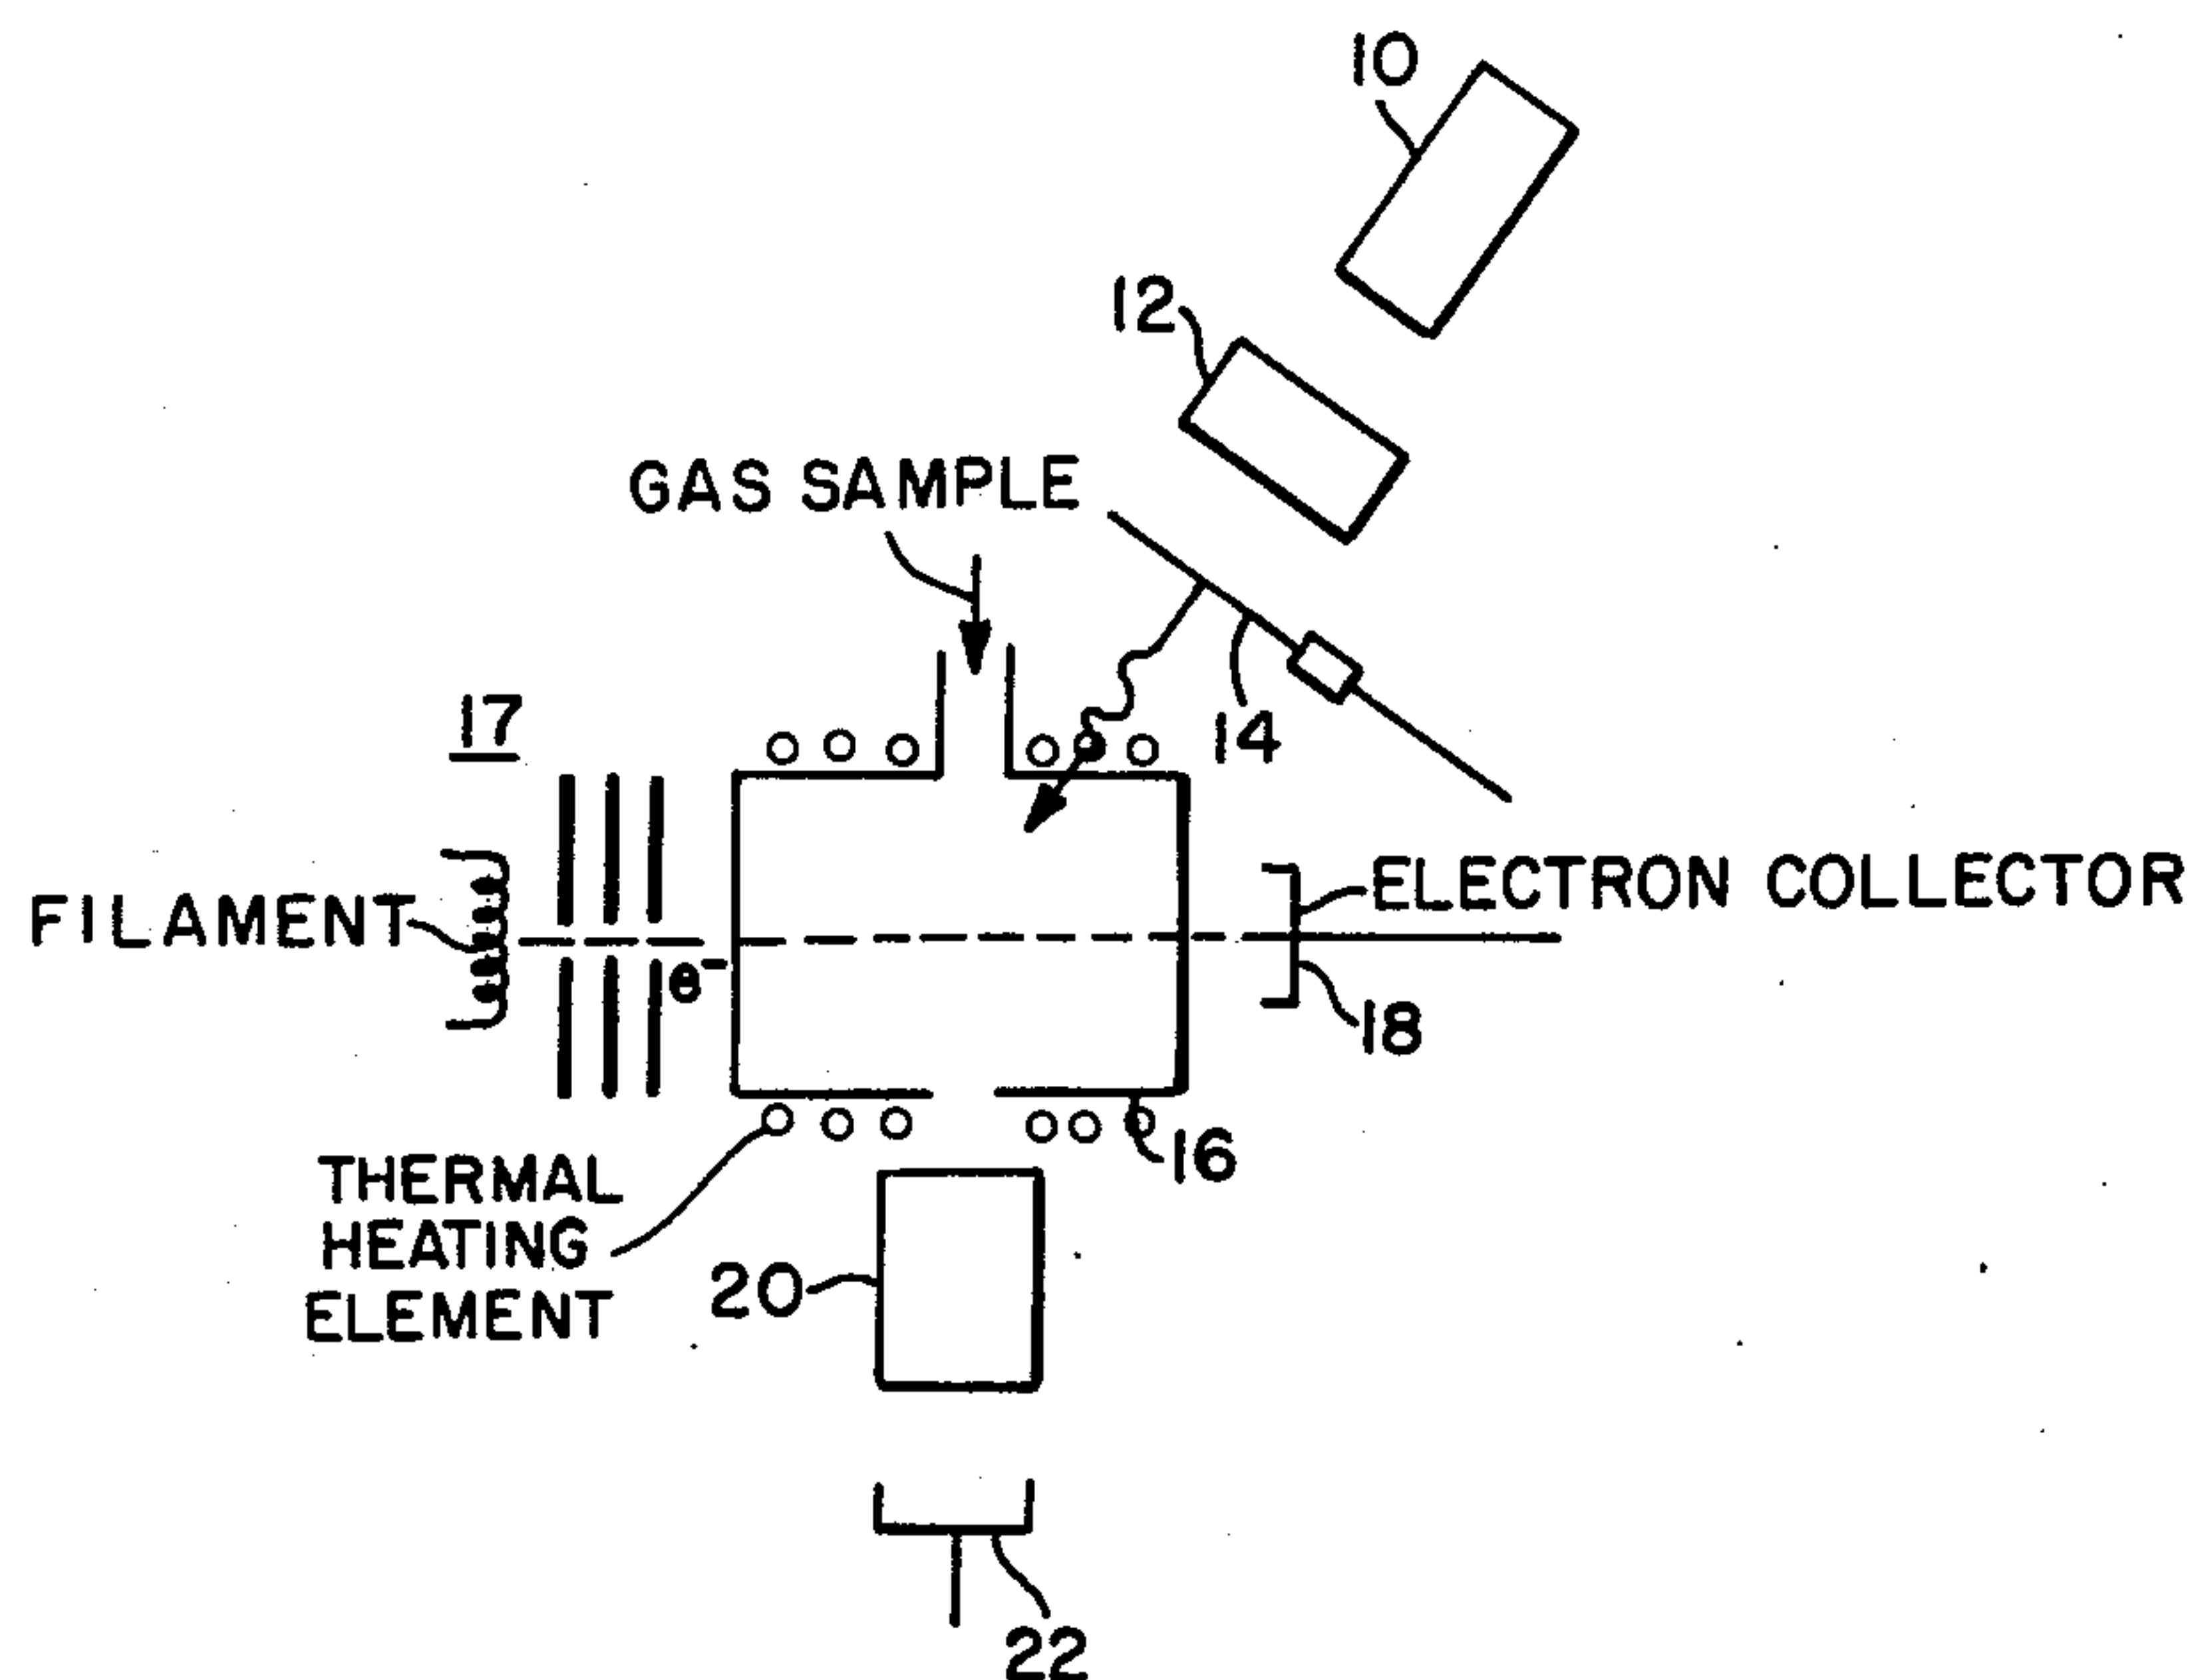 10
12
GAS SAMPLE
17
14
FILAMENT
e⁻
ELECTRON COLLECTOR
18
16
THERMAL
HEATING
ELEMENT
20
22